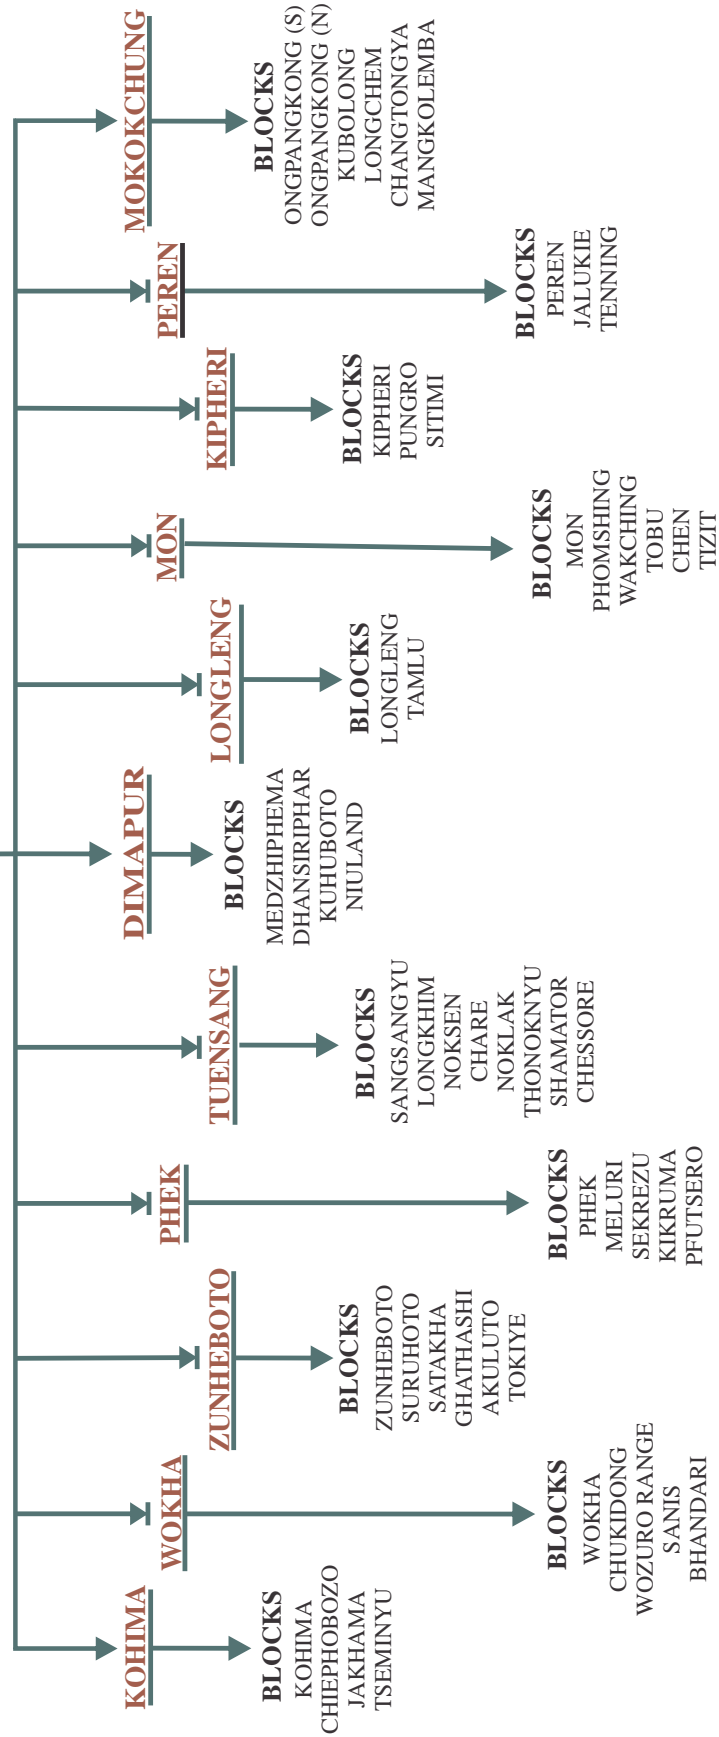 KOHIMA
BLOCKS
KOHIMA
CHIEPHOBOZO
JAKHAMA
TSEMINYU
WOKHA
BLOCKS
WOKHA
CHUKIDONG
WOZURO RANGE
SANIS
BHANDARI
ZUNHEBOTO
BLOCKS
ZUNHEBOTO
SURUHOTO
SATAKHA
GHATHASHI
AKULUTO
TOKIYE
PHEK
BLOCKS
PHEK
MELURI
SEKREZU
KIKRUMA
PFUTSERO
TUENSANG
BLOCKS
SANGSANGYU
LONGKHIM
NOKSEN
CHARE
NOKLAK
THONOKNYU
SHAMATOR
CHESSORE
DIMAPUR
BLOCKS
MEDZHIPHEMA
DHANSIRIPHAR
KUHUBOTO
NIULAND
LONGLENG
BLOCKS
LONGLENG
TAMLU
MON
BLOCKS
MON
PHOMSHING
WAKCHING
TOBU
CHEN
TIZIT
KIPHERI
BLOCKS
KIPHERI
PUNGRO
SITIMI
PEREN
BLOCKS
PEREN
JALUKIE
TENNING
MOKOKCHUNG
BLOCKS
ONGPANGKONG (S)
ONGPANGKONG (N)
KUBOLONG
LONGCHEM
CHANGTONGYA
MANGKOLEMBA